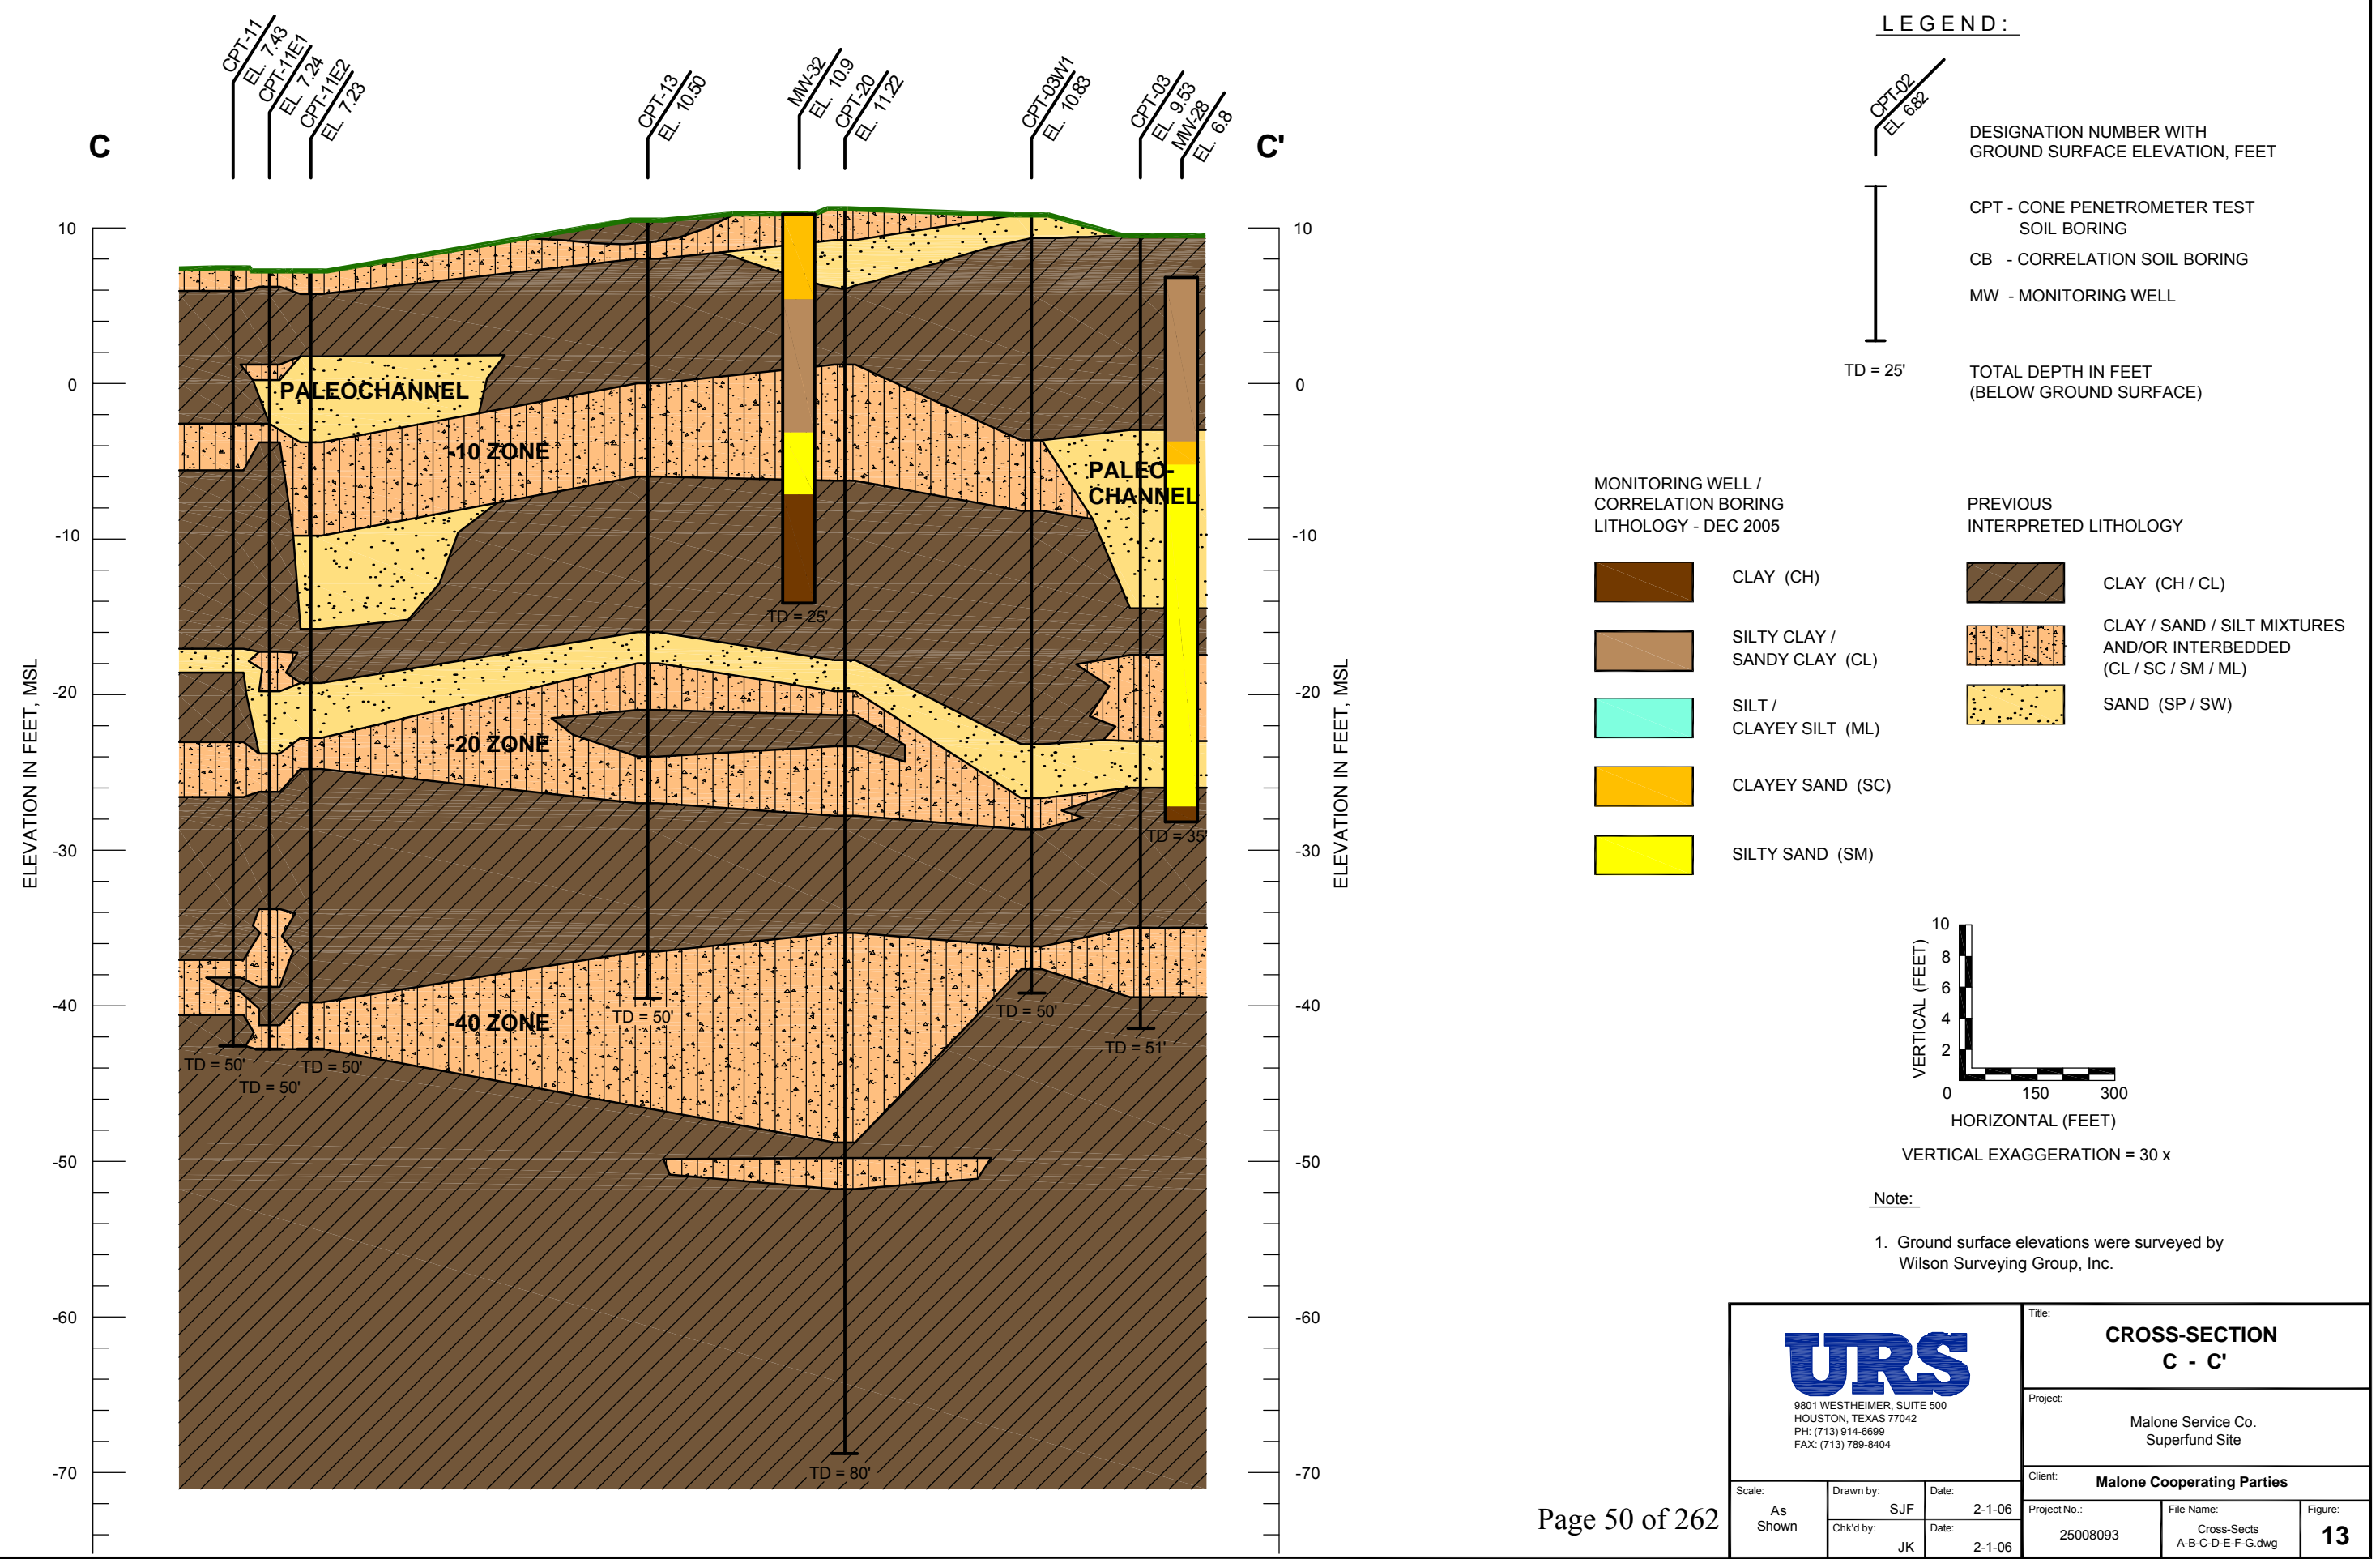 CPT-11
EL. 7.43
CPT-11E1
EL. 7.24
CPT-11E2
EL. 7.23
CPT-13
EL. 10.50
MW-32
EL. 10.9
CPT-20
EL. 11.22
CPT-03W1
EL. 10.83
CPT-03
EL. 9.53
MW-28
EL. 6.8
C
C'
10
0
-10
-20
-30
-40
-50
-60
-70
ELEVATION IN FEET, MSL
PALEOCHANNEL
-10 ZONE
PALEO-
CHANNEL
TD = 25'
-20 ZONE
TD = 35'
-40 ZONE
TD = 50'
TD = 50'
TD = 50'
TD = 50'
TD = 50'
TD = 51'
TD = 80'
10
0
-10
-20
-30
-40
-50
-60
-70
ELEVATION IN FEET, MSL
LEGEND:
CPT-02
EL 6.82
DESIGNATION NUMBER WITH
GROUND SURFACE ELEVATION, FEET
CPT - CONE PENETROMETER TEST
SOIL BORING
CB - CORRELATION SOIL BORING
MW - MONITORING WELL
TD = 25'
TOTAL DEPTH IN FEET
(BELOW GROUND SURFACE)
MONITORING WELL /
CORRELATION BORING
LITHOLOGY - DEC 2005
CLAY (CH)
SILTY CLAY /
SANDY CLAY (CL)
SILT /
CLAYEY SILT (ML)
CLAYEY SAND (SC)
SILTY SAND (SM)
PREVIOUS
INTERPRETED LITHOLOGY
CLAY (CH / CL)
CLAY / SAND / SILT MIXTURES
AND/OR INTERBEDDED
(CL / SC / SM / ML)
SAND (SP / SW)
VERTICAL (FEET)
10
8
6
4
2
0
150
300
HORIZONTAL (FEET)
VERTICAL EXAGGERATION = 30 x
Note:
1. Ground surface elevations were surveyed by
Wilson Surveying Group, Inc.
URS
9801 WESTHEIMER, SUITE 500
HOUSTON, TEXAS 77042
PH: (713) 914-6699
FAX: (713) 789-8404
Title:
CROSS-SECTION
C - C'
Project:
Malone Service Co.
Superfund Site
Client:
Malone Cooperating Parties
Scale:
As
Shown
Drawn by:
SJF
Date:
2-1-06
Chk'd by:
JK
Date:
2-1-06
Project No.:
25008093
File Name:
Cross-Sects
A-B-C-D-E-F-G.dwg
Figure:
13
Page 50 of 262